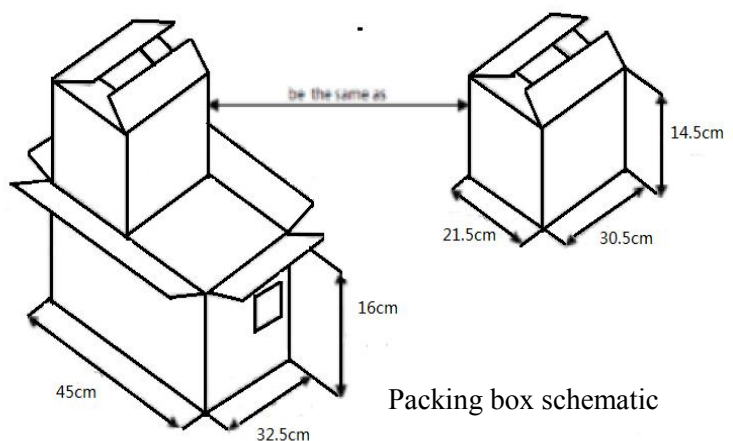 be the same as
14.5cm
21.5cm
30.5cm
16cm
45cm
32.5cm
Packing box schematic